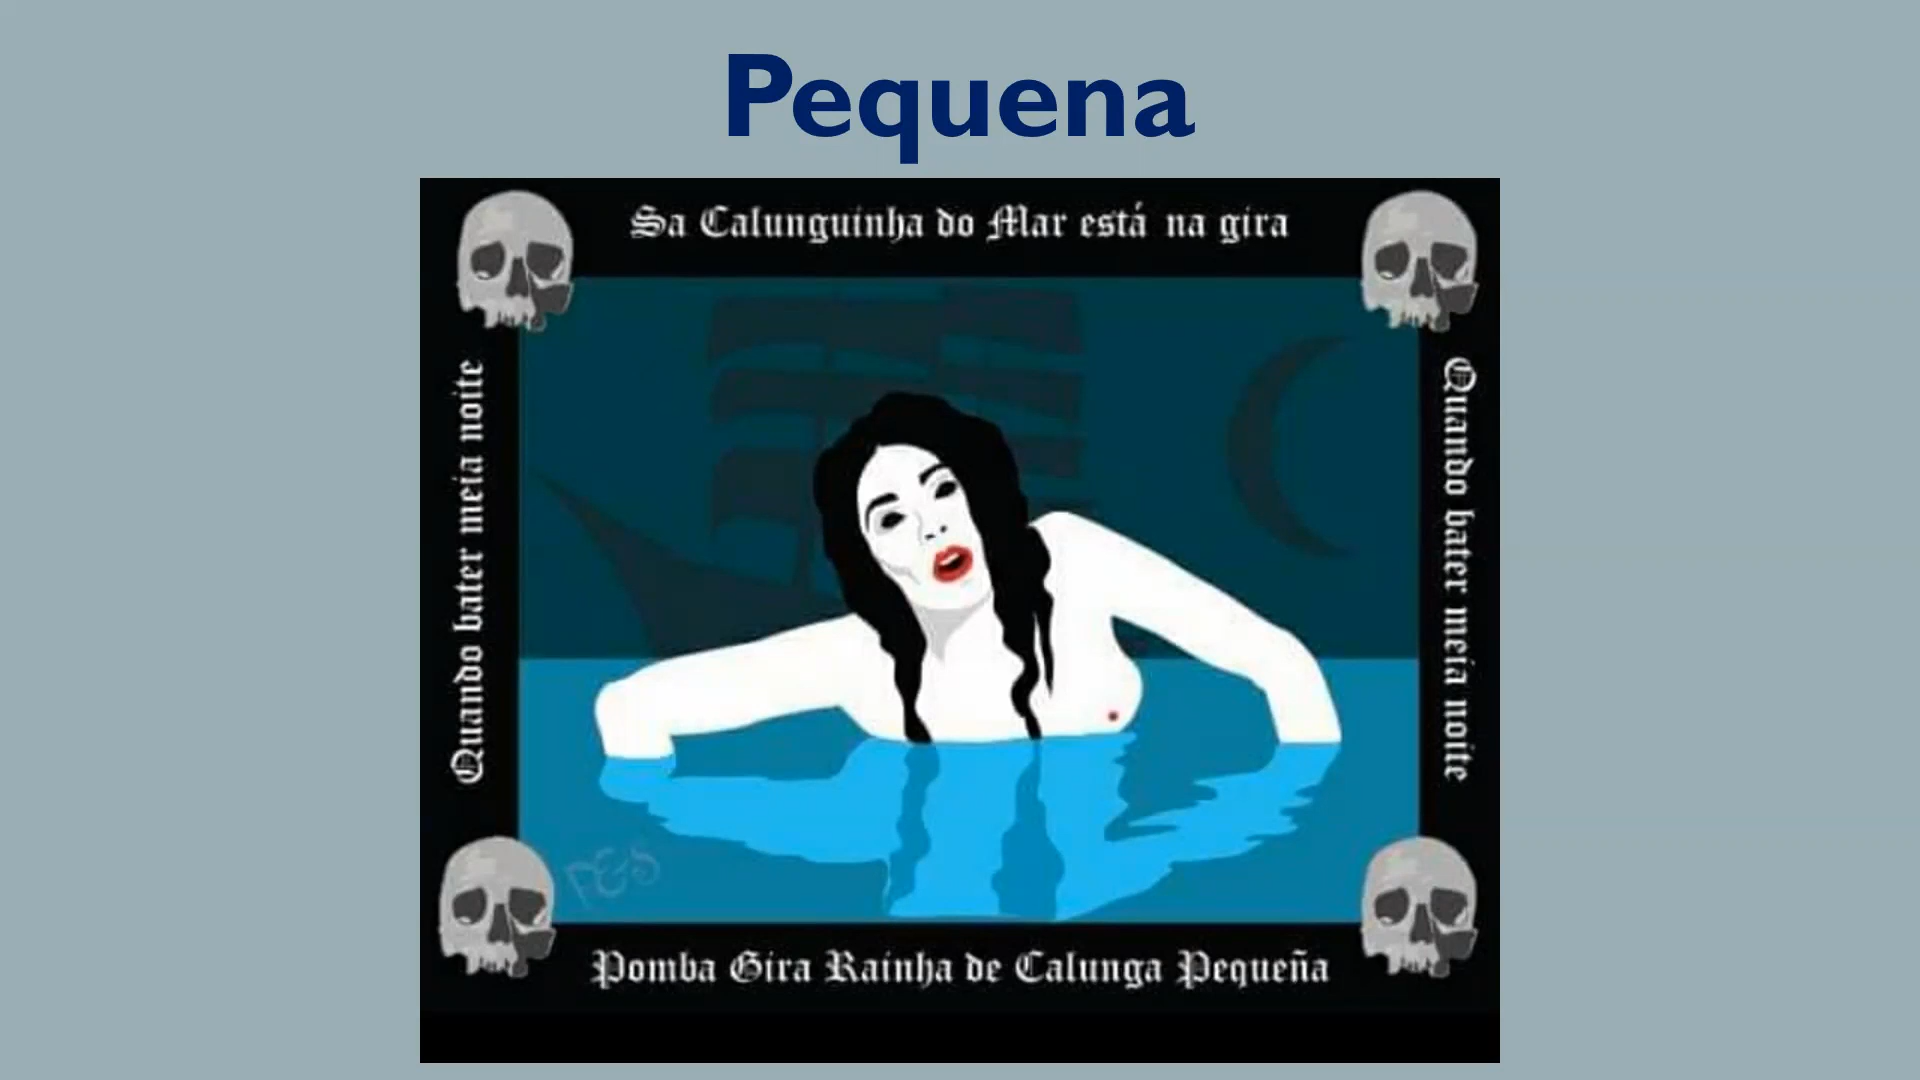 Pequena
Sa Calunguinha do Mar está na gira
Quando bater meia noite
Quando bater meia noite
Pomba Gira Rainha de Calunga Pequeña